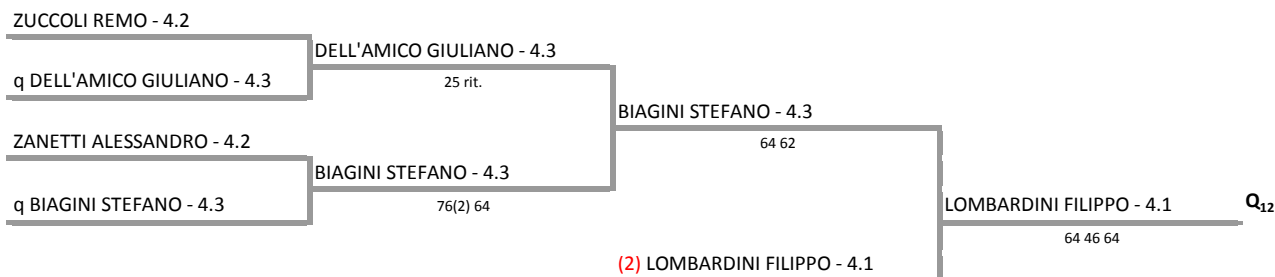 ZUCCOLI REMO - 4.2
DELL'AMICO GIULIANO - 4.3
q DELL'AMICO GIULIANO - 4.3
25 rit.
BIAGINI STEFANO - 4.3
ZANETTI ALESSANDRO - 4.2
64 62
BIAGINI STEFANO - 4.3
q BIAGINI STEFANO - 4.3
76(2) 64
LOMBARDINI FILIPPO - 4.1
Q12
64 46 64
(2) LOMBARDINI FILIPPO - 4.1